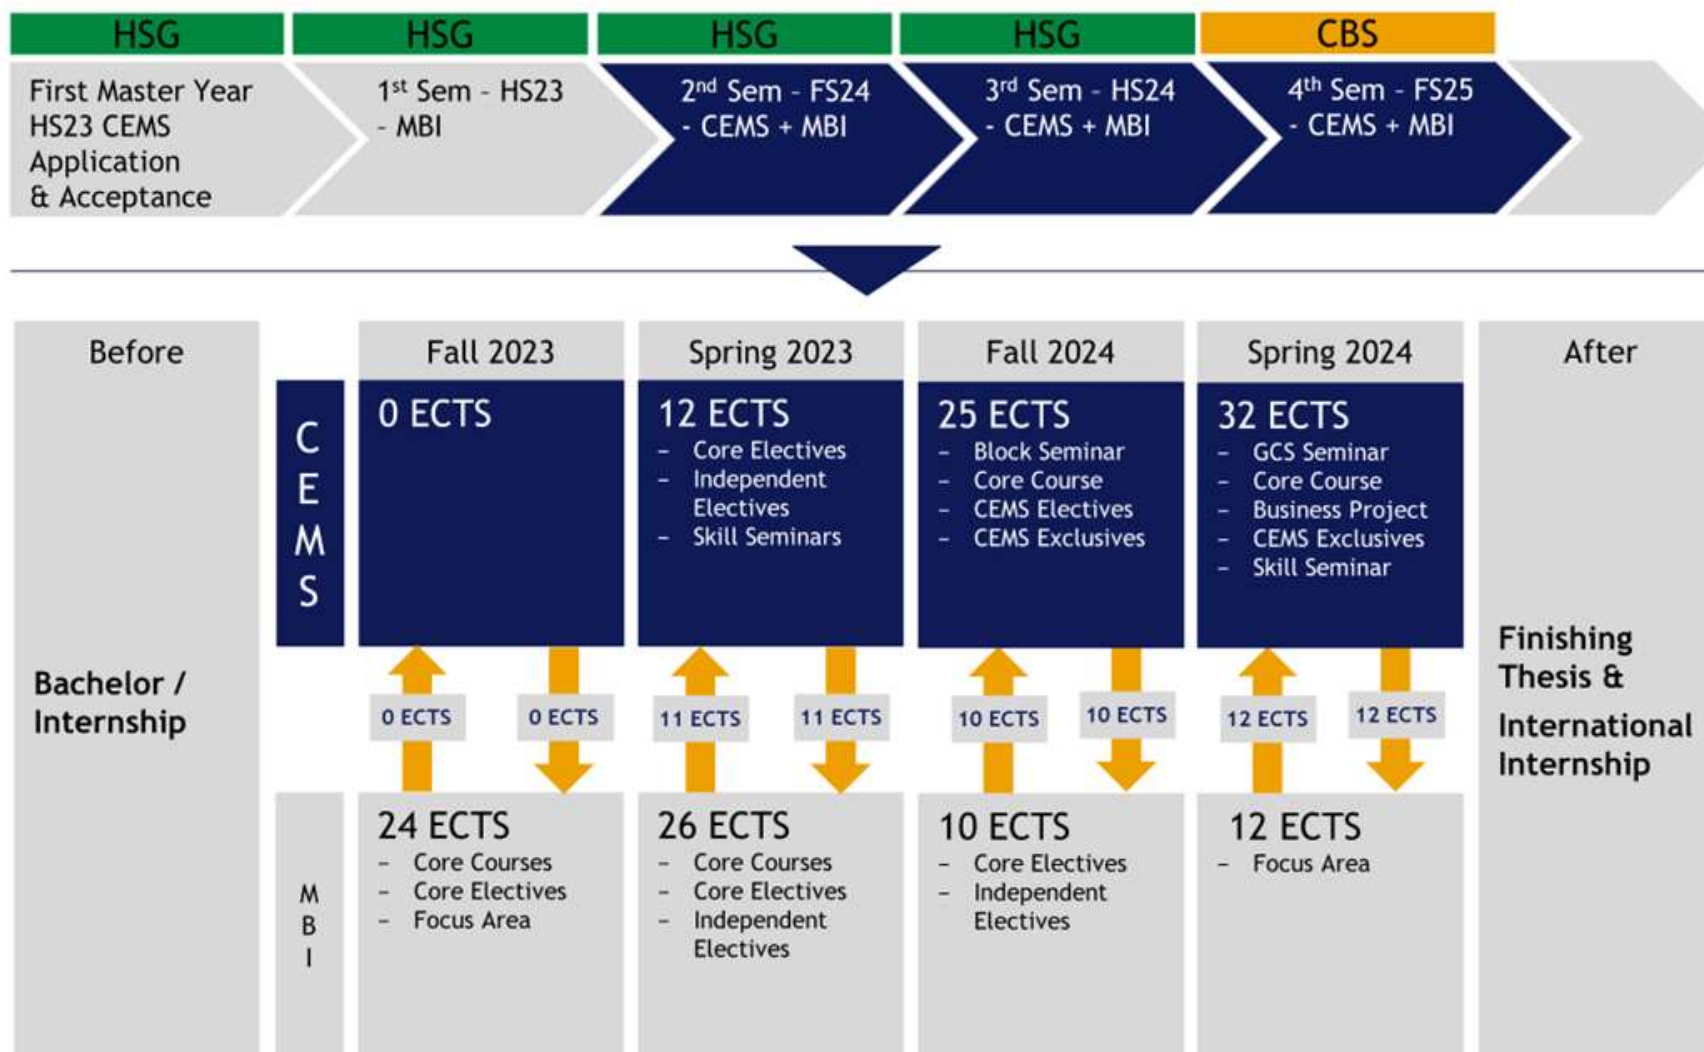 HSG
HSG
HSG
HSG
CBS
First Master Year
HS23 CEMS
Application
& Acceptance
1st Sem - HS23
- MBI
2nd Sem - FS24
- CEMS + MBI
3rd Sem - HS24
- CEMS + MBI
4th Sem - FS25
- CEMS + MBI
Before
Bachelor /
Internship
C
E
M
S
Fall 2023
0 ECTS
Spring 2023
12 ECTS
- Core Electives
- Independent
Electives
- Skill Seminars
Fall 2024
25 ECTS
- Block Seminar
- Core Course
- CEMS Electives
- CEMS Exclusives
Spring 2024
32 ECTS
- GCS Seminar
- Core Course
- Business Project
- CEMS Exclusives
- Skill Seminar
0 ECTS
0 ECTS
11 ECTS
11 ECTS
10 ECTS
10 ECTS
12 ECTS
12 ECTS
M
B
I
24 ECTS
- Core Courses
- Core Electives
- Focus Area
26 ECTS
- Core Courses
- Core Electives
- Independent
Electives
10 ECTS
- Core Electives
- Independent
Electives
12 ECTS
- Focus Area
After
Finishing
Thesis &
International
Internship